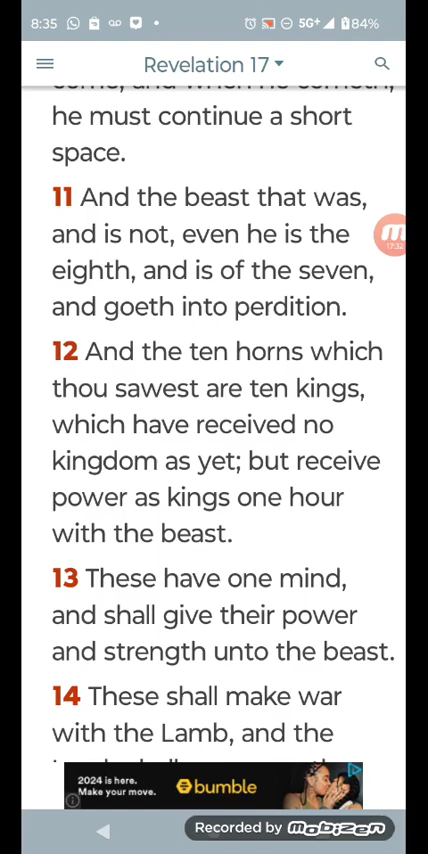 8:35 5G+ 84%
Revelation 17
he must continue a short
space.
11 And the beast that was,
and is not, even he is the
eighth, and is of the seven,
and goeth into perdition.
12 And the ten horns which
thou sawest are ten kings,
which have received no
kingdom as yet; but receive
power as kings one hour
with the beast.
13 These have one mind,
and shall give their power
and strength unto the beast.
14 These shall make war
with the Lamb, and the
17:32
2024 is here.
Make your move.
bumble
Recorded by mobizen